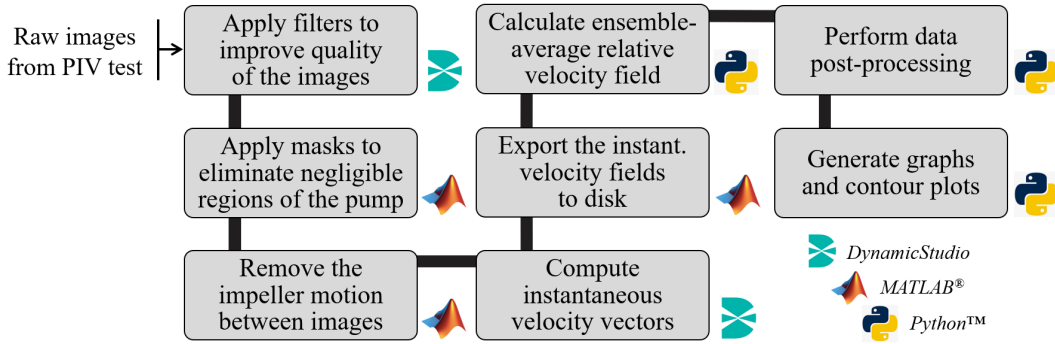 Raw images
from PIV test
Apply filters to
improve quality
of the images
Apply masks to
eliminate negligible
regions of the pump
Remove the
impeller motion
between images
Compute
instantaneous
velocity vectors
Export the instant.
velocity fields
to disk
Calculate ensemble-
average relative
velocity field
Perform data
post-processing
Generate graphs
and contour plots
DynamicStudio
MATLAB®
Python™